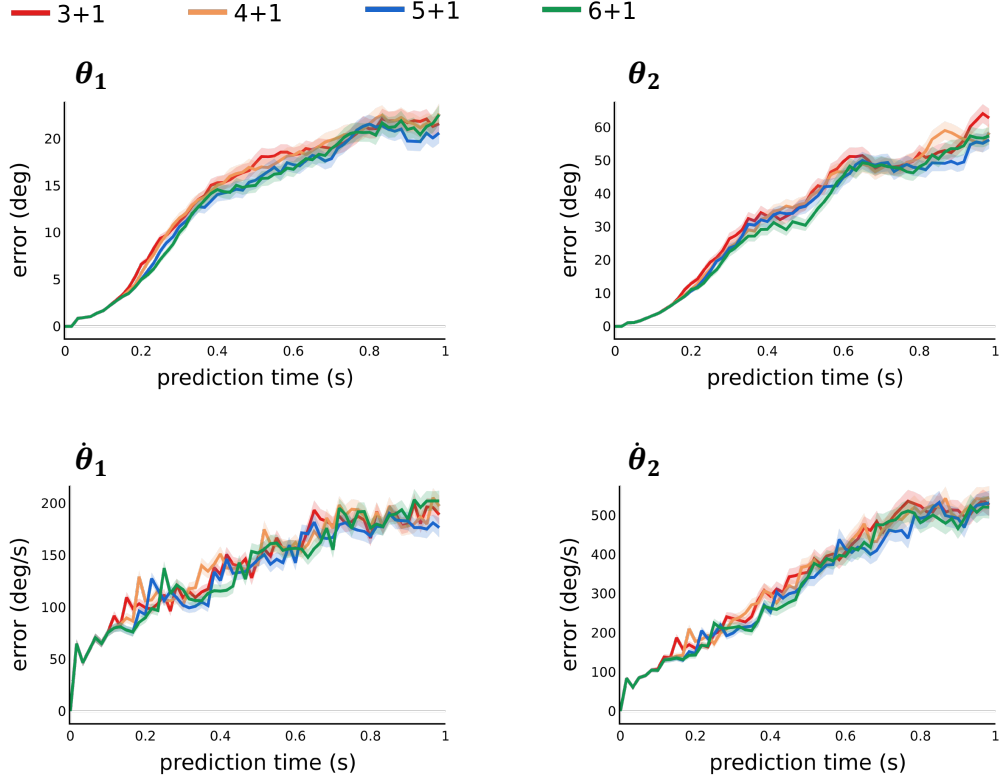 3+1 4+1 5+1 6+1
θ1 θ2
20 15 10 5 0
error (deg)
0 0.2 0.4 0.6 0.8 1
prediction time (s)
60 50 40 30 20 10 0
error (deg)
0 0.2 0.4 0.6 0.8 1
prediction time (s)
θ̇1 θ̇2
200 150 100 50 0
error (deg/s)
0 0.2 0.4 0.6 0.8 1
prediction time (s)
500 400 300 200 100 0
error (deg/s)
0 0.2 0.4 0.6 0.8 1
prediction time (s)